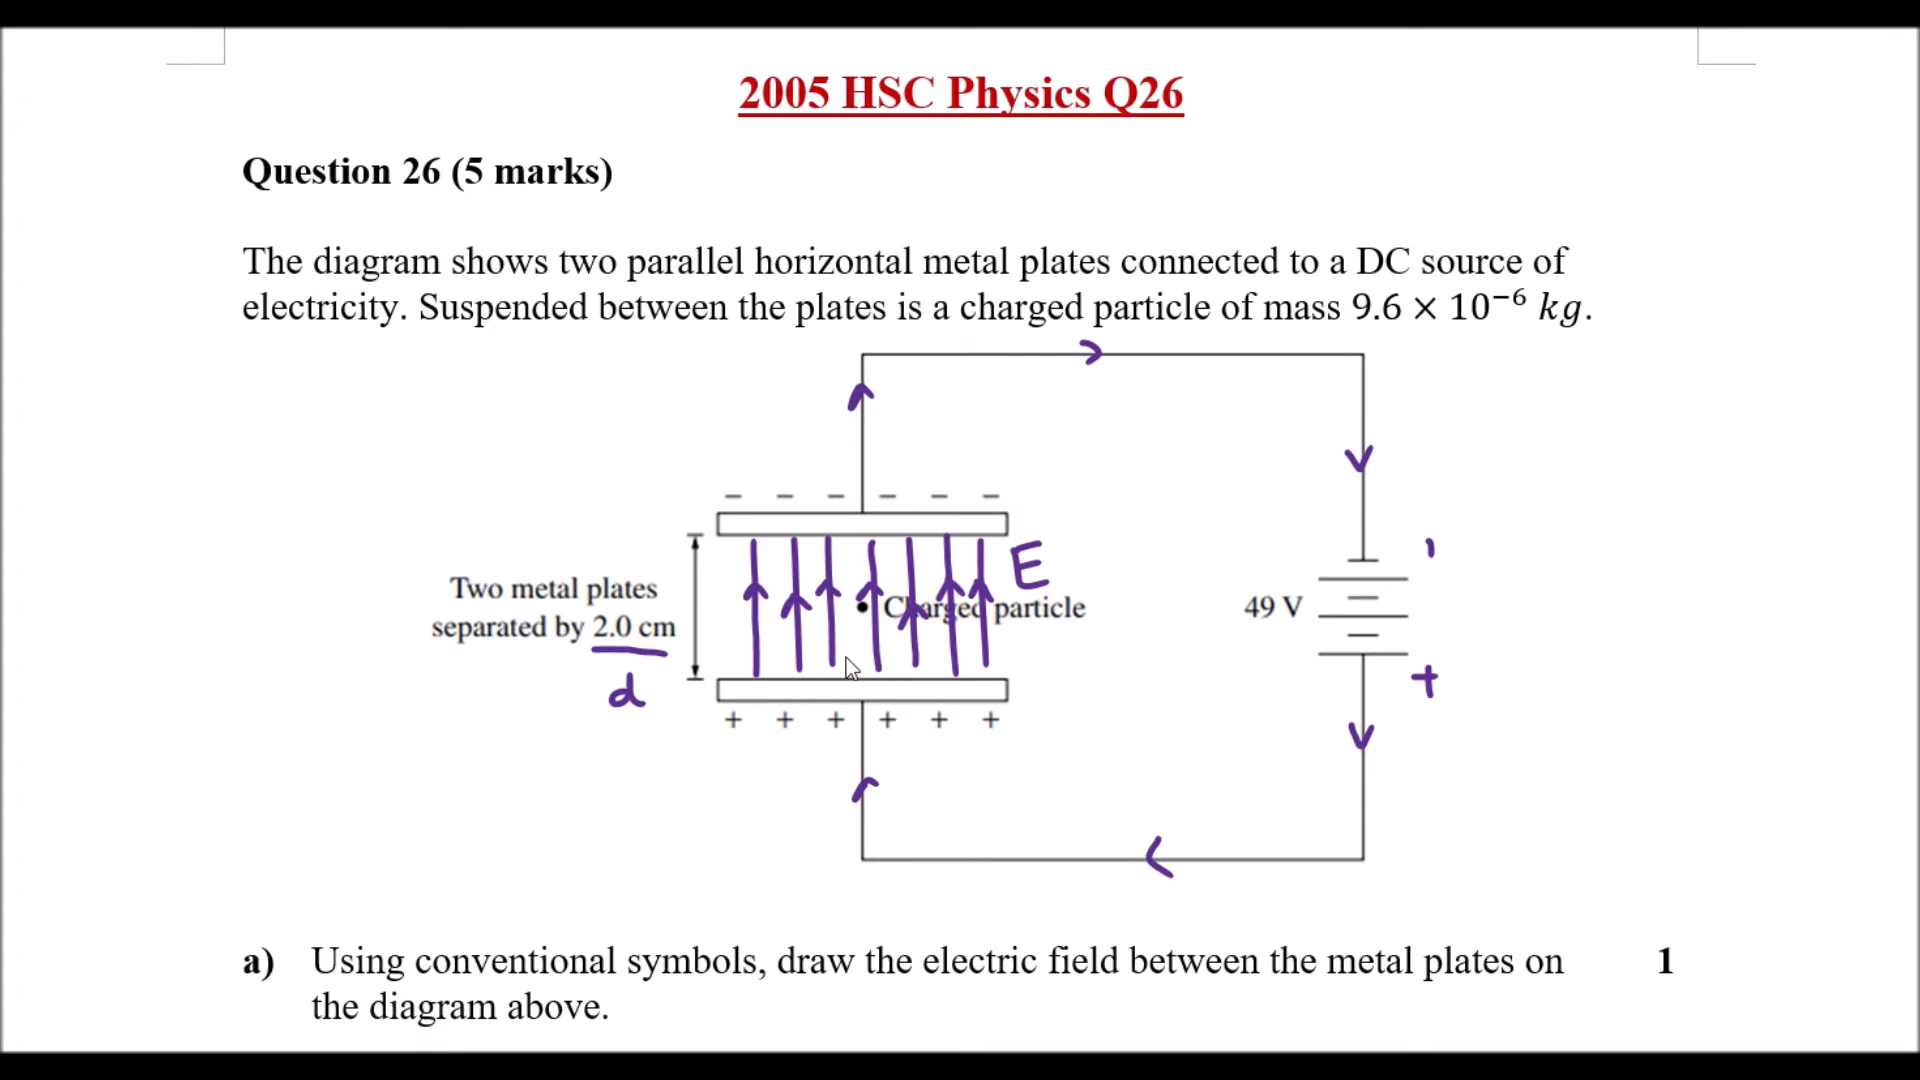 2005 HSC Physics Q26
Question 26 (5 marks)
The diagram shows two parallel horizontal metal plates connected to a DC source of
electricity. Suspended between the plates is a charged particle of mass 9.6 × 10⁻⁶ kg.
− − − − − −
E
Two metal plates
separated by 2.0 cm
d
Charged particle
49 V
+
+ + + + + +
a) Using conventional symbols, draw the electric field between the metal plates on 1
the diagram above.